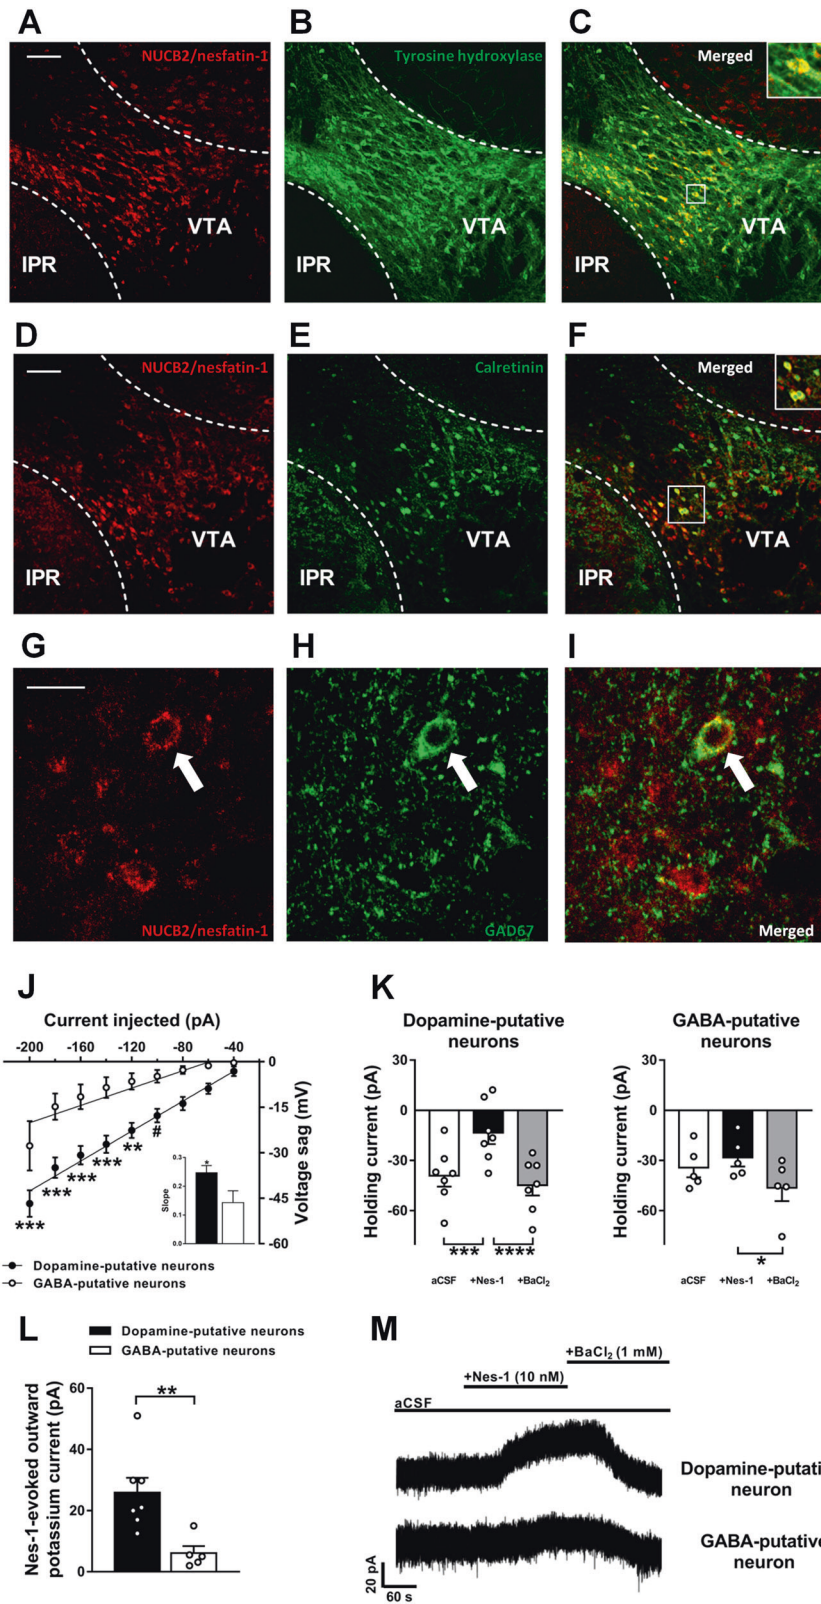 A
B
C
NUCB2/nesfatin-1
Tyrosine hydroxylase
Merged
VTA
VTA
VTA
IPR
IPR
IPR
D
E
F
NUCB2/nesfatin-1
Calretinin
Merged
VTA
VTA
VTA
IPR
IPR
IPR
G
H
I
NUCB2/nesfatin-1
GAD67
Merged
J
Current injected (pA)
-200 -160 -120 -80 -40
0
-15
-30
-45
-60
Voltage sag (mV)
*** *** *** *** ** #
Slope
0.3
0.2
0.1
0.0
*
Dopamine-putative neurons
GABA-putative neurons
K
Dopamine-putative
neurons
Holding current (pA)
30
0
-30
-60
*** ****
aCSF +Nes-1 +BaCl₂
GABA-putative
neurons
Holding current (pA)
30
0
-30
-60
*
aCSF +Nes-1 +BaCl₂
L
Dopamine-putative neurons
GABA-putative neurons
Nes-1-evoked outward
potassium current (pA)
60
40
20
0
**
M
+BaCl₂ (1 mM)
+Nes-1 (10 nM)
aCSF
Dopamine-putati
neuron
GABA-putative
neuron
20 pA
60 s